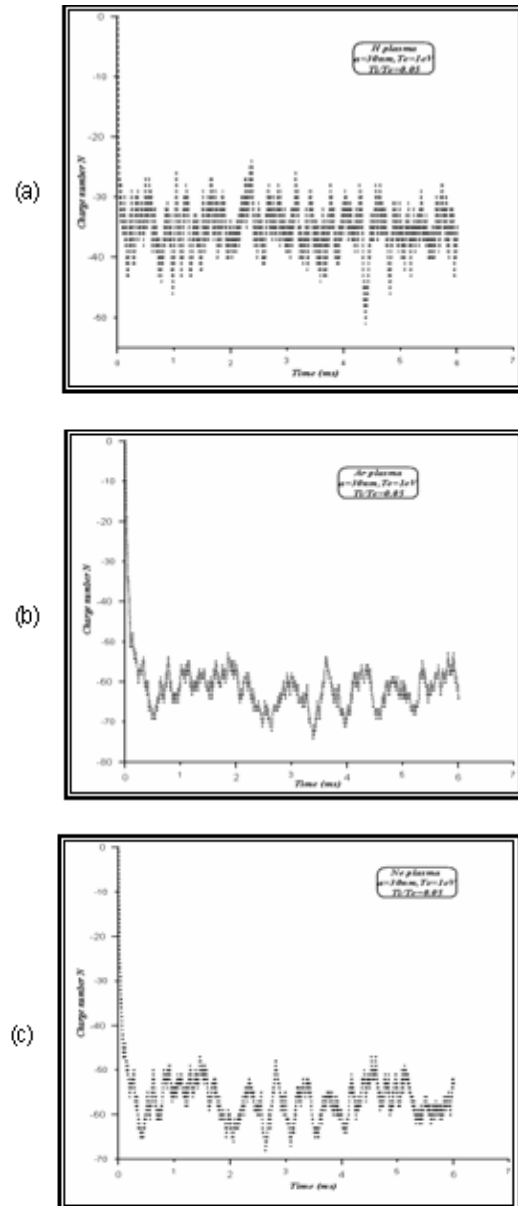 (a)
H plasma
a=30nm, Te=1eV
Ti/Te=0.05
Charge number N
0
-10
-20
-30
-40
-50
0 1 2 3 4 5 6 7
Time (ms)
(b)
Ar plasma
a=30nm, Te=1eV
Ti/Te=0.05
Charge number N
0
-10
-20
-30
-40
-50
-60
-70
-80
0 1 2 3 4 5 6 7
Time (ms)
(c)
Ne plasma
a=30nm, Te=1eV
Ti/Te=0.05
Charge number N
0
-10
-20
-30
-40
-50
-60
-70
0 1 2 3 4 5 6 7
Time (ms)